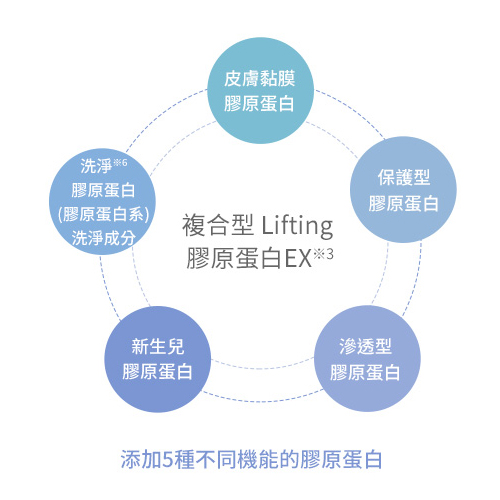 皮膚黏膜
膠原蛋白
洗淨※6
膠原蛋白
(膠原蛋白系)
洗淨成分
保護型
膠原蛋白
複合型 Lifting
膠原蛋白EX※3
新生兒
膠原蛋白
滲透型
膠原蛋白
添加5種不同機能的膠原蛋白